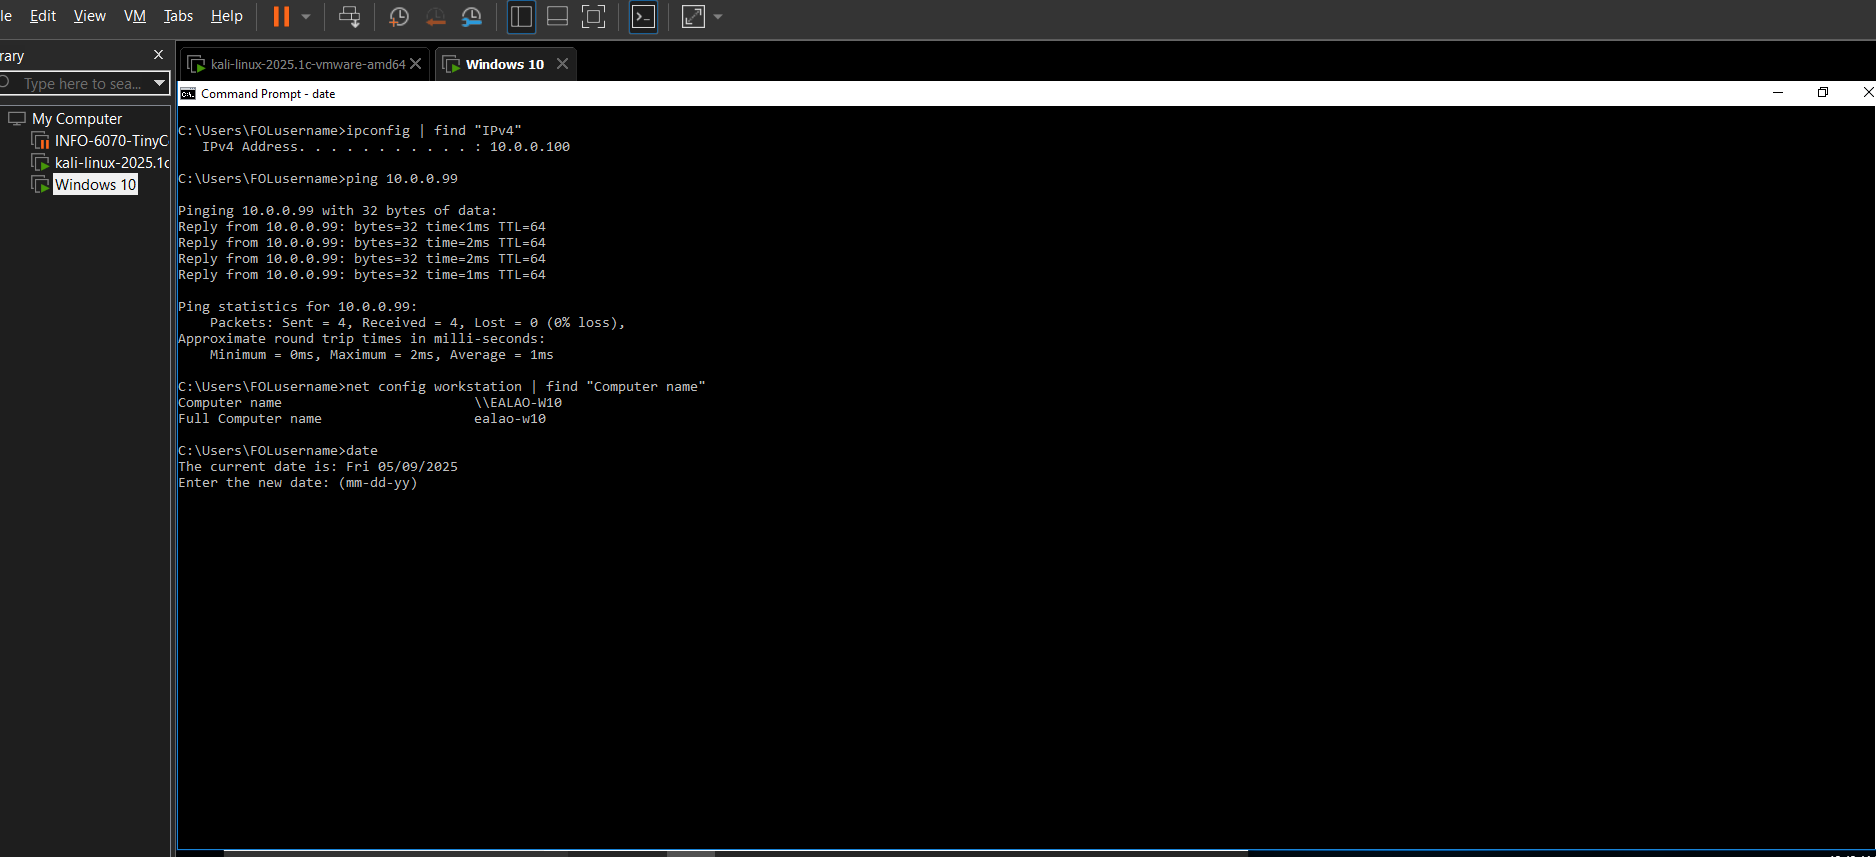 le Edit View VM Tabs Help
rary
Type here to sea...
My Computer
INFO-6070-TinyC
kali-linux-2025.1c
Windows 10
kali-linux-2025.1c-vmware-amd64
Windows 10
Command Prompt - date
C:\Users\FOLusername>ipconfig | find "IPv4"
IPv4 Address. . . . . . . . . . . : 10.0.0.100
C:\Users\FOLusername>ping 10.0.0.99
Pinging 10.0.0.99 with 32 bytes of data:
Reply from 10.0.0.99: bytes=32 time<1ms TTL=64
Reply from 10.0.0.99: bytes=32 time=2ms TTL=64
Reply from 10.0.0.99: bytes=32 time=2ms TTL=64
Reply from 10.0.0.99: bytes=32 time=1ms TTL=64
Ping statistics for 10.0.0.99:
Packets: Sent = 4, Received = 4, Lost = 0 (0% loss),
Approximate round trip times in milli-seconds:
Minimum = 0ms, Maximum = 2ms, Average = 1ms
C:\Users\FOLusername>net config workstation | find "Computer name"
Computer name \\EALAO-W10
Full Computer name ealao-w10
C:\Users\FOLusername>date
The current date is: Fri 05/09/2025
Enter the new date: (mm-dd-yy)